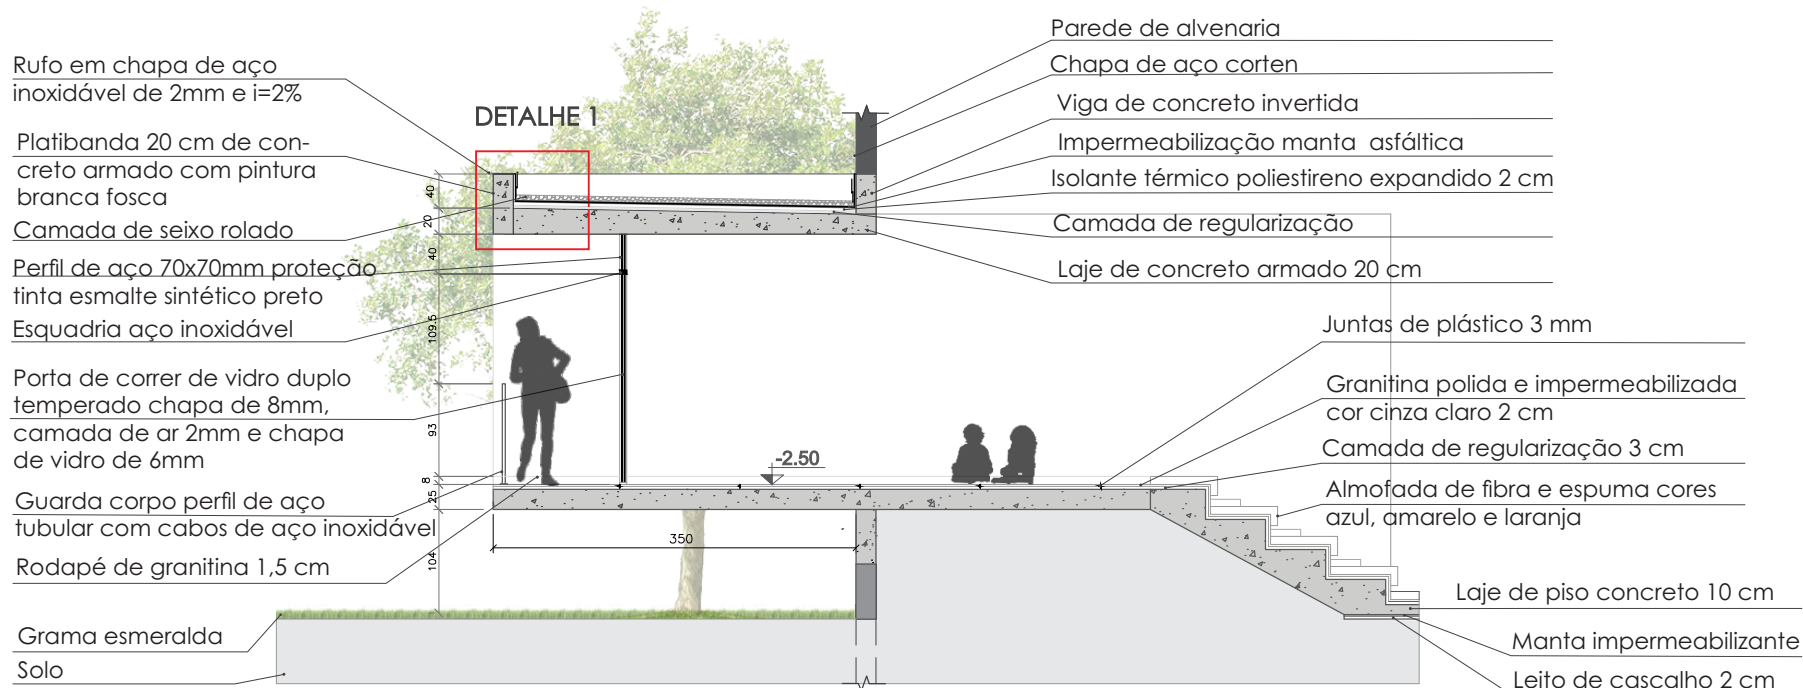 Rufo em chapa de aço
inoxidável de 2mm e i=2%
DETALHE 1
Platibanda 20 cm de con-
creto armado com pintura
branca fosca
Camada de seixo rolado
Perfil de aço 70x70mm proteção
tinta esmalte sintético preto
Esquadria aço inoxidável
Porta de correr de vidro duplo
temperado chapa de 8mm,
camada de ar 2mm e chapa
de vidro de 6mm
Guarda corpo perfil de aço
tubular com cabos de aço inoxidável
Rodapé de granitina 1,5 cm
Grama esmeralda
Solo
40
20
40
109.5
93
8
25
104
350
-2.50
Parede de alvenaria
Chapa de aço corten
Viga de concreto invertida
Impermeabilização manta asfáltica
Isolante térmico poliestireno expandido 2 cm
Camada de regularização
Laje de concreto armado 20 cm
Juntas de plástico 3 mm
Granitina polida e impermeabilizada
cor cinza claro 2 cm
Camada de regularização 3 cm
Almofada de fibra e espuma cores
azul, amarelo e laranja
Laje de piso concreto 10 cm
Manta impermeabilizante
Leito de cascalho 2 cm